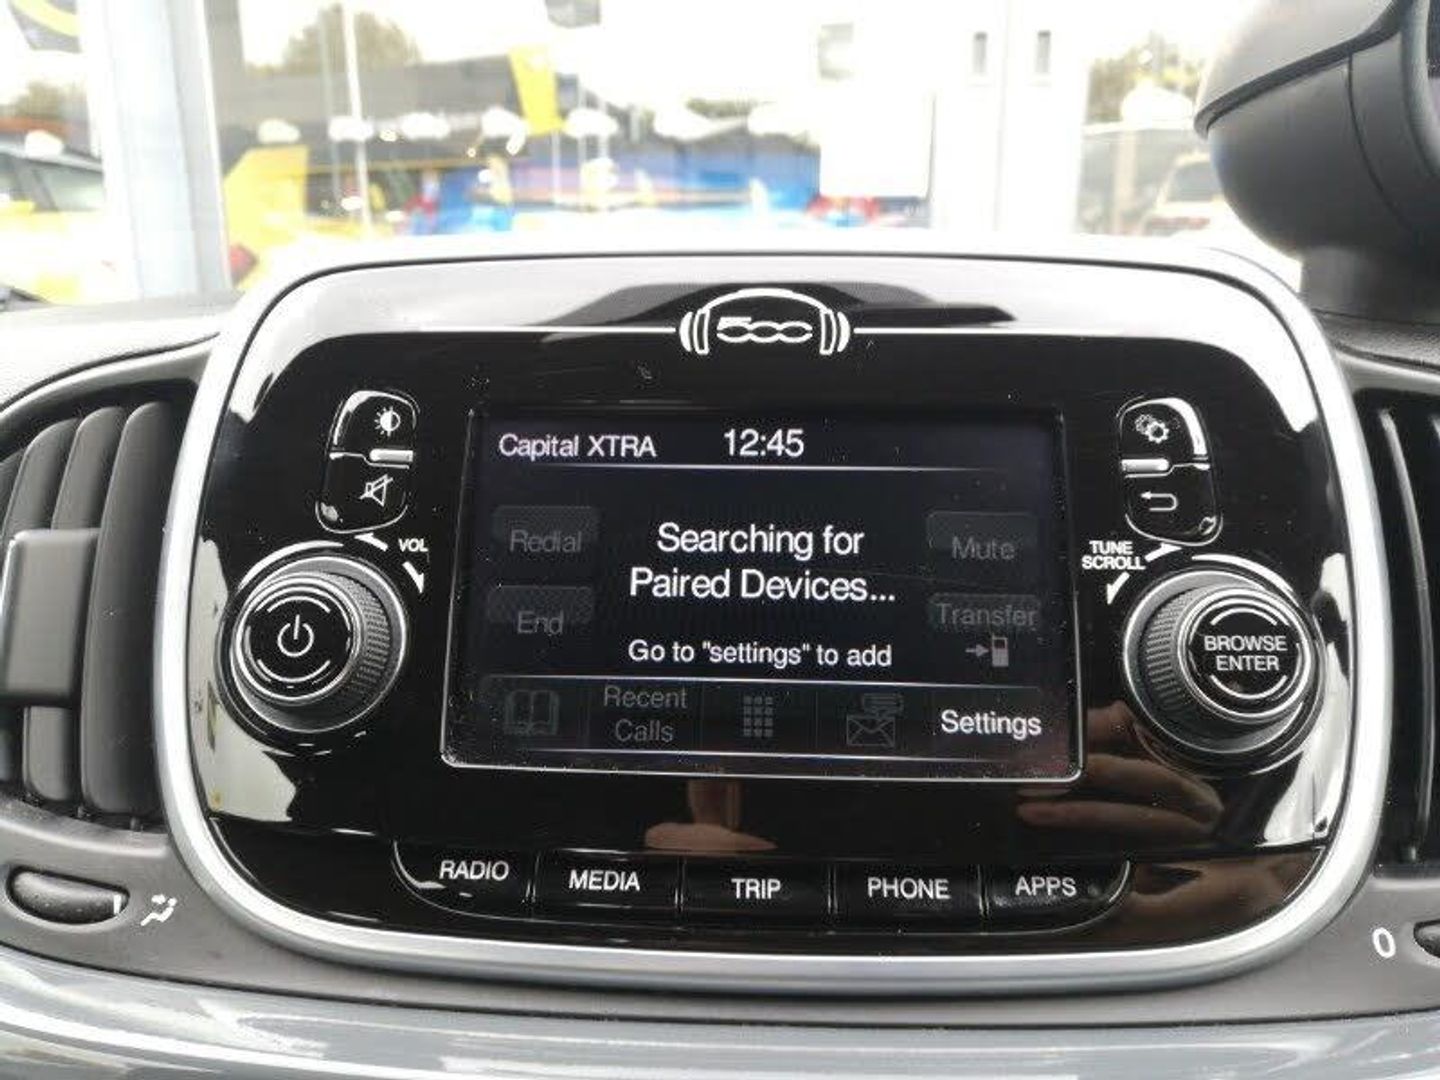 500
Capital XTRA 12:45
VOL
TUNE
SCROLL
Redial
Searching for
Paired Devices...
Mute
End
Transfer
Go to "settings" to add
Recent
Calls
Settings
BROWSE
ENTER
RADIO MEDIA TRIP PHONE APPS
0